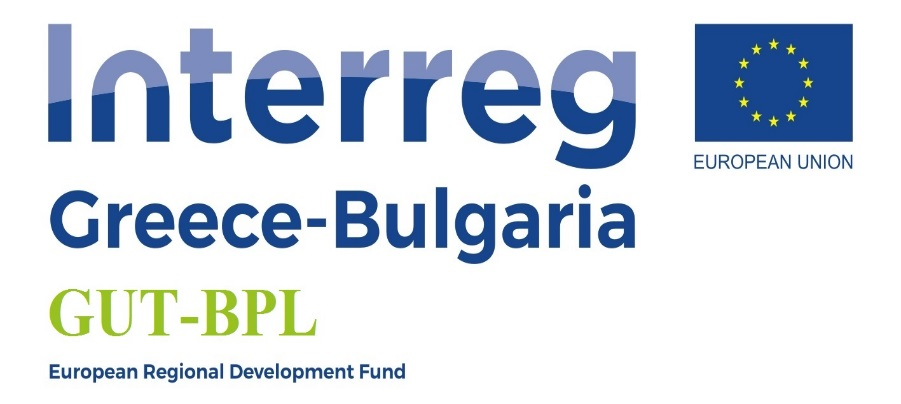 Interreg
EUROPEAN UNION
Greece-Bulgaria
GUT-BPL
European Regional Development Fund